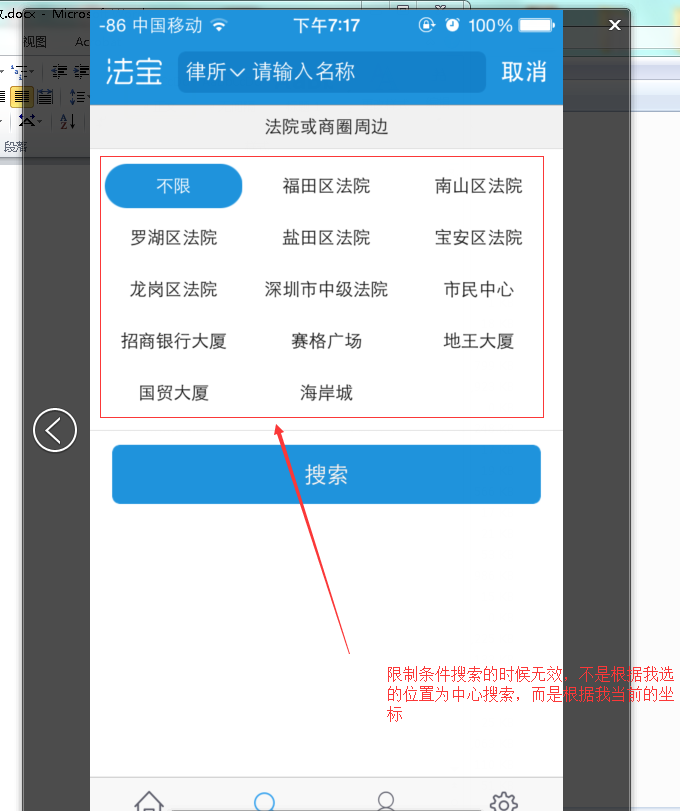 .docx - Micros
视图
段落
-86 中国移动 下午7:17 100%
法宝 律所 请输入名称 取消
法院或商圈周边
不限 福田区法院 南山区法院
罗湖区法院 盐田区法院 宝安区法院
龙岗区法院 深圳市中级法院 市民中心
招商银行大厦 赛格广场 地王大厦
国贸大厦 海岸城
搜索
限制条件搜索的时候无效，不是根据我选
的位置为中心搜索，而是根据我当前的坐
标